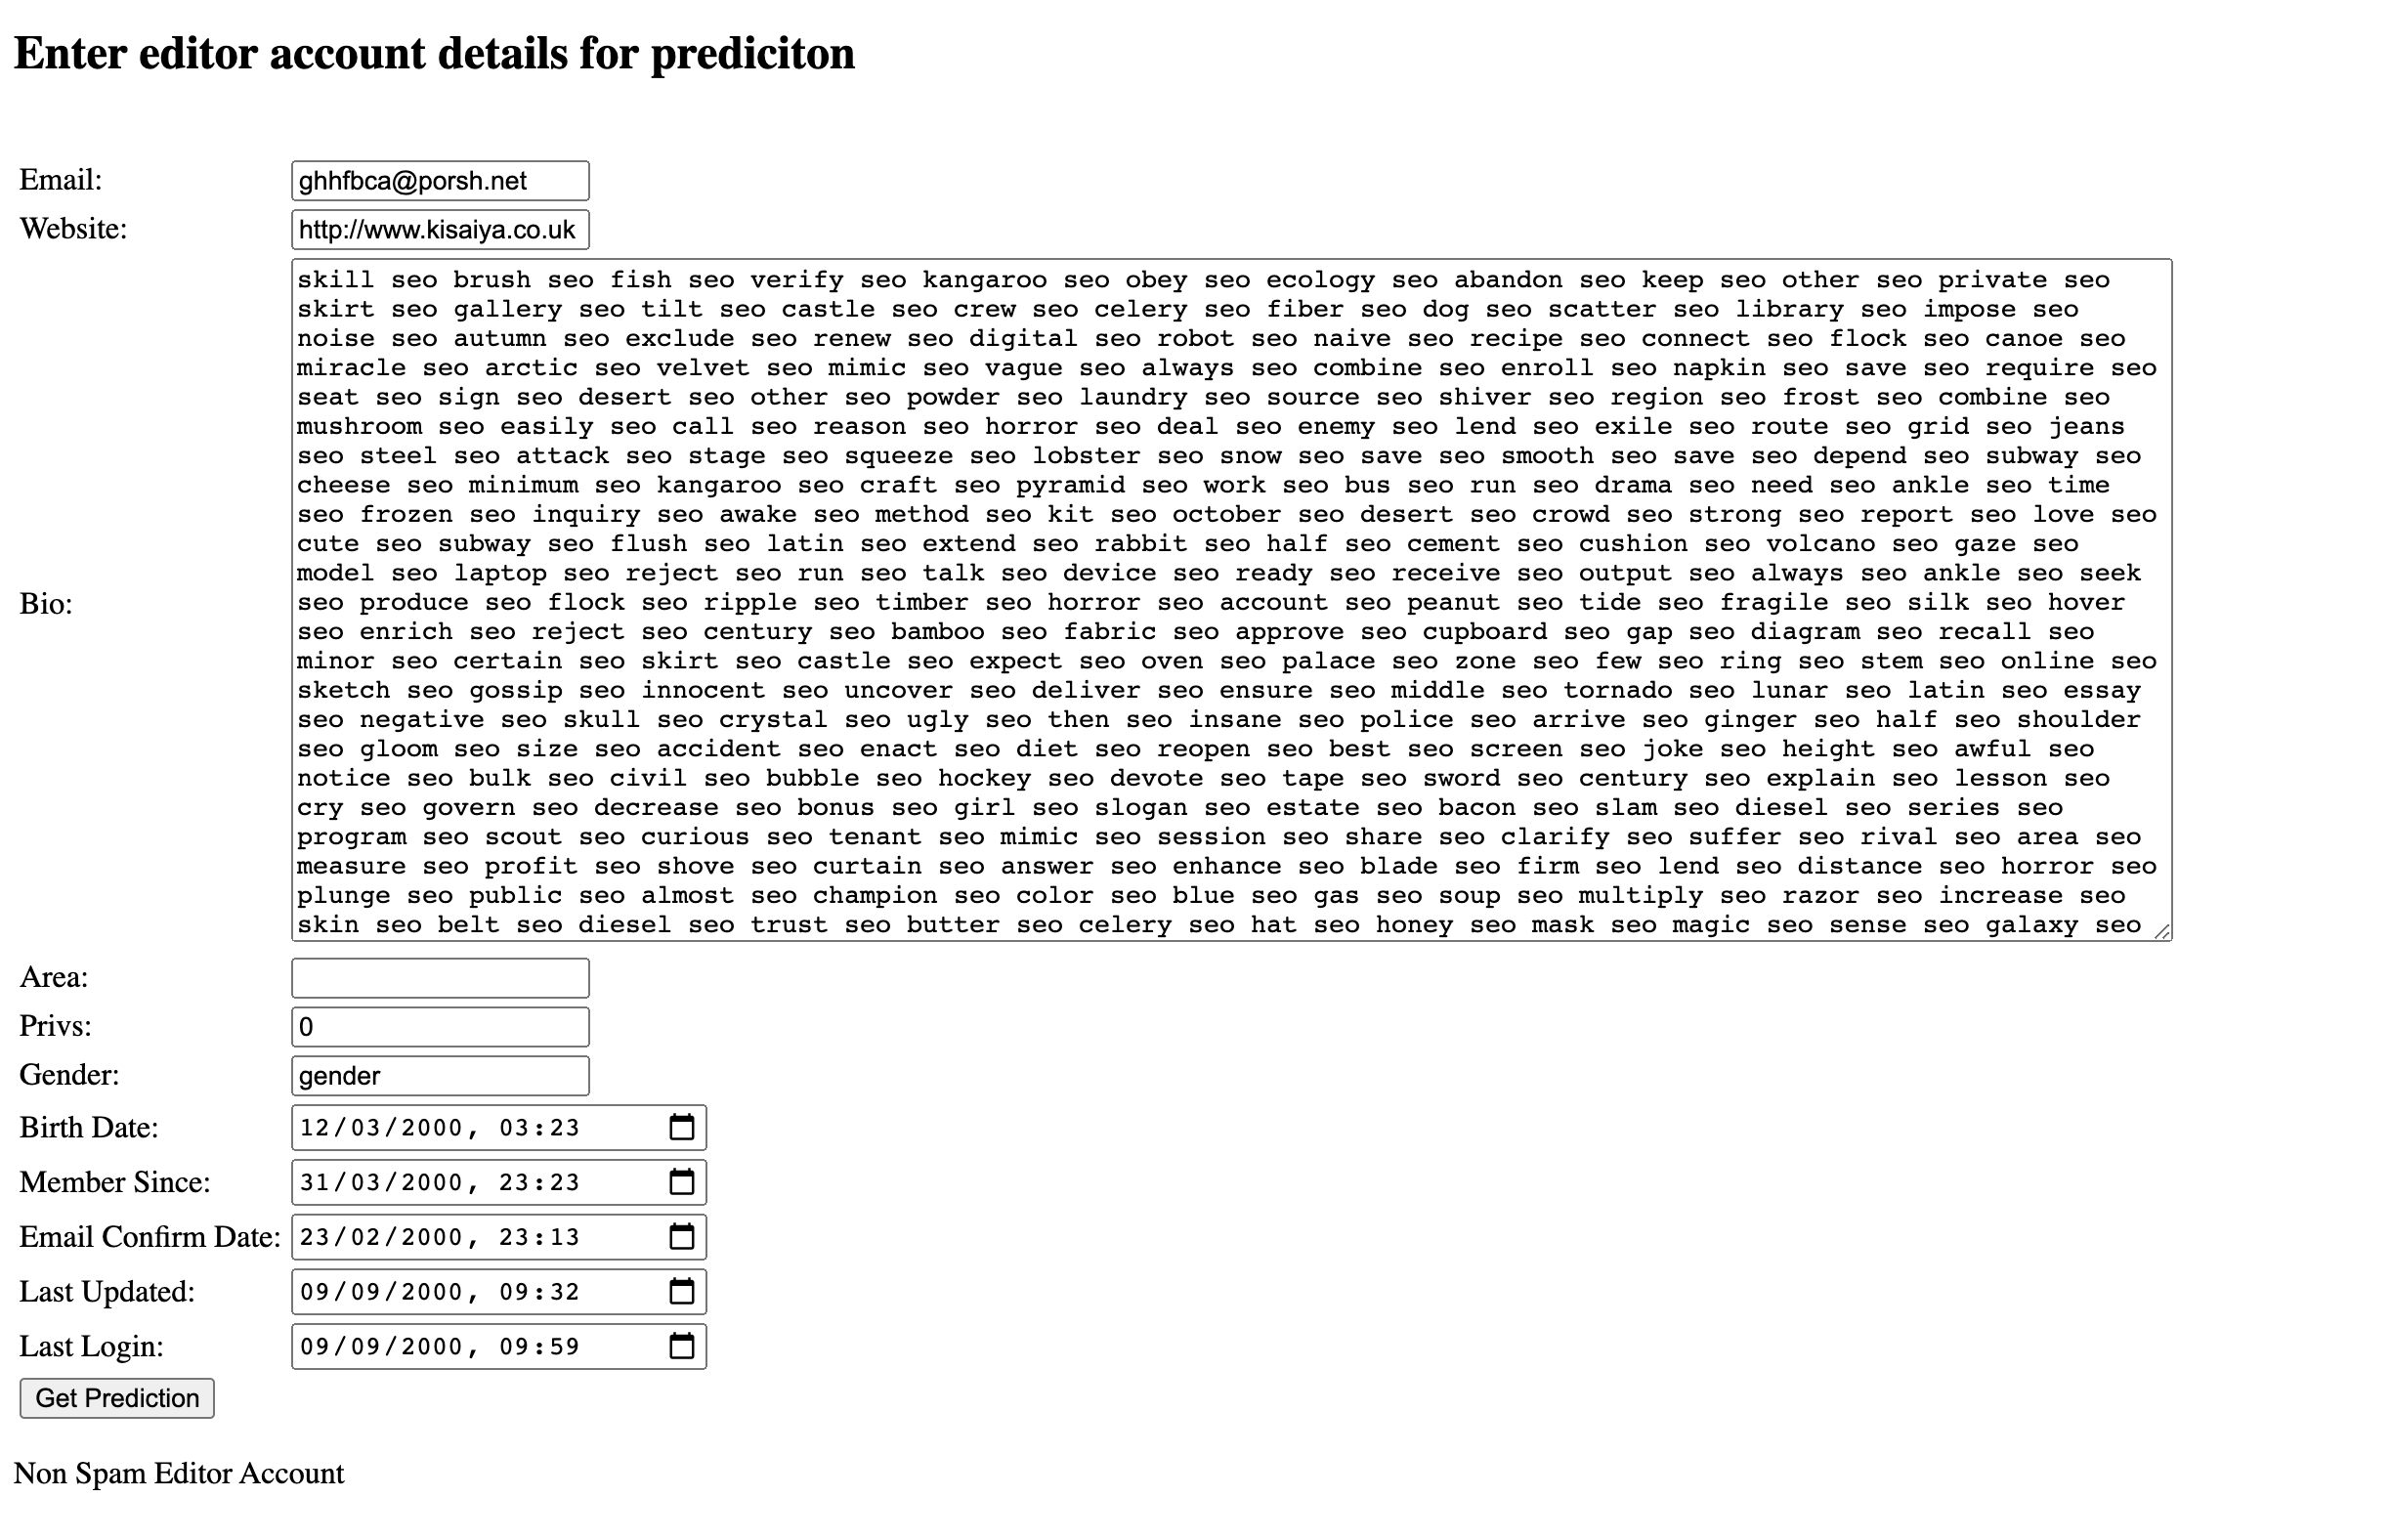 Enter editor account details for prediciton
Email: ghhfbca@porsh.net
Website: http://www.kisaiya.co.uk
Bio:
skill seo brush seo fish seo verify seo kangaroo seo obey seo ecology seo abandon seo keep seo other seo private seo
skirt seo gallery seo tilt seo castle seo crew seo celery seo fiber seo dog seo scatter seo library seo impose seo
noise seo autumn seo exclude seo renew seo digital seo robot seo naive seo recipe seo connect seo flock seo canoe seo
miracle seo arctic seo velvet seo mimic seo vague seo always seo combine seo enroll seo napkin seo save seo require seo
seat seo sign seo desert seo other seo powder seo laundry seo source seo shiver seo region seo frost seo combine seo
mushroom seo easily seo call seo reason seo horror seo deal seo enemy seo lend seo exile seo route seo grid seo jeans
seo steel seo attack seo stage seo squeeze seo lobster seo snow seo save seo smooth seo save seo depend seo subway seo
cheese seo minimum seo kangaroo seo craft seo pyramid seo work seo bus seo run seo drama seo need seo ankle seo time
seo frozen seo inquiry seo awake seo method seo kit seo october seo desert seo crowd seo strong seo report seo love seo
cute seo subway seo flush seo latin seo extend seo rabbit seo half seo cement seo cushion seo volcano seo gaze seo
model seo laptop seo reject seo run seo talk seo device seo ready seo receive seo output seo always seo ankle seo seek
seo produce seo flock seo ripple seo timber seo horror seo account seo peanut seo tide seo fragile seo silk seo hover
seo enrich seo reject seo century seo bamboo seo fabric seo approve seo cupboard seo gap seo diagram seo recall seo
minor seo certain seo skirt seo castle seo expect seo oven seo palace seo zone seo few seo ring seo stem seo online seo
sketch seo gossip seo innocent seo uncover seo deliver seo ensure seo middle seo tornado seo lunar seo latin seo essay
seo negative seo skull seo crystal seo ugly seo then seo insane seo police seo arrive seo ginger seo half seo shoulder
seo gloom seo size seo accident seo enact seo diet seo reopen seo best seo screen seo joke seo height seo awful seo
notice seo bulk seo civil seo bubble seo hockey seo devote seo tape seo sword seo century seo explain seo lesson seo
cry seo govern seo decrease seo bonus seo girl seo slogan seo estate seo bacon seo slam seo diesel seo series seo
program seo scout seo curious seo tenant seo mimic seo session seo share seo clarify seo suffer seo rival seo area seo
measure seo profit seo shove seo curtain seo answer seo enhance seo blade seo firm seo lend seo distance seo horror seo
plunge seo public seo almost seo champion seo color seo blue seo gas seo soup seo multiply seo razor seo increase seo
skin seo belt seo diesel seo trust seo butter seo celery seo hat seo honey seo mask seo magic seo sense seo galaxy seo
Area:
Privs: 0
Gender: gender
Birth Date: 12/03/2000, 03:23
Member Since: 31/03/2000, 23:23
Email Confirm Date: 23/02/2000, 23:13
Last Updated: 09/09/2000, 09:32
Last Login: 09/09/2000, 09:59
Get Prediction
Non Spam Editor Account